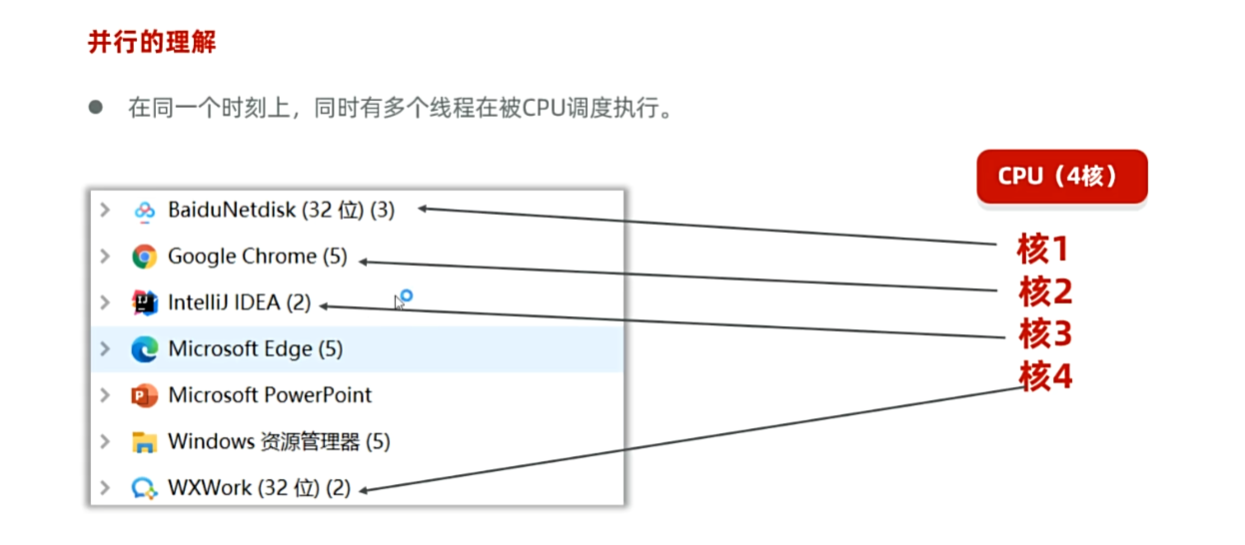 并行的理解
在同一个时刻上，同时有多个线程在被CPU调度执行。
CPU（4核）
BaiduNetdisk (32 位) (3)
Google Chrome (5)
IntelliJ IDEA (2)
Microsoft Edge (5)
Microsoft PowerPoint
Windows 资源管理器 (5)
WXWork (32 位) (2)
核1
核2
核3
核4